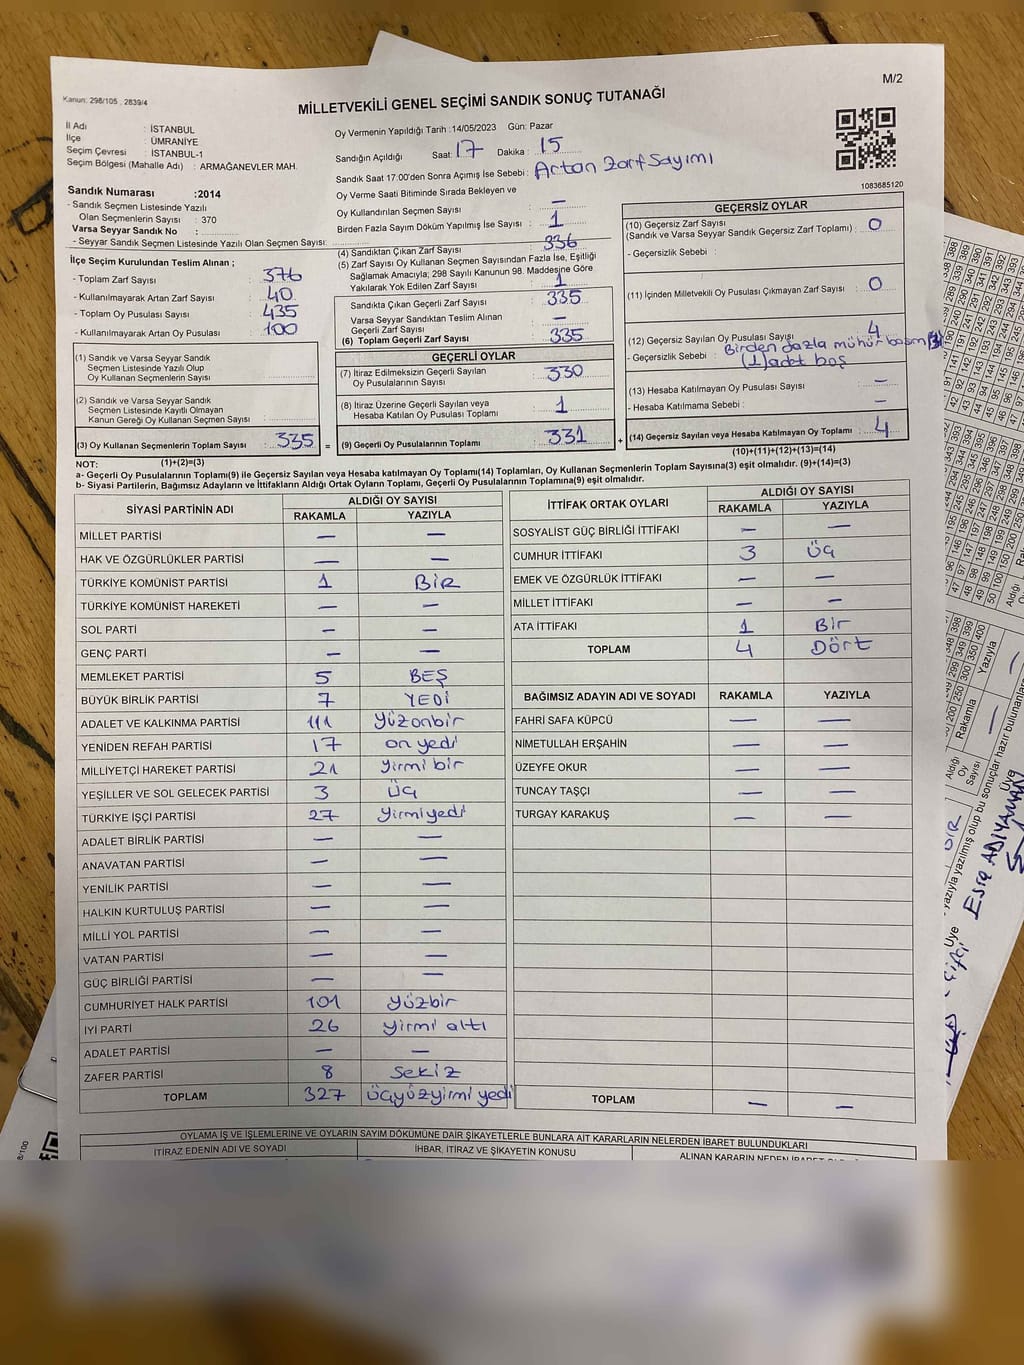 M/2
Kanun: 298/105 , 2839/4
MİLLETVEKİLİ GENEL SEÇİMİ SANDIK SONUÇ TUTANAĞI
İl Adı : İSTANBUL
İlçe : ÜMRANİYE
Seçim Çevresi : İSTANBUL-1
Seçim Bölgesi (Mahalle Adı) : ARMAĞANEVLER MAH.
Oy Vermenin Yapıldığı Tarih :14/05/2023 Gün: Pazar
Sandığın Açıldığı Saat: 17 Dakika : 15
Sandık Saat 17:00'den Sonra Açımış İse Sebebi : Artan Zarf Sayımı
Oy Verme Saati Bitiminde Sırada Bekleyen ve
Oy Kullandırılan Seçmen Sayısı —
Birden Fazla Sayım Döküm Yapılmış İse Sayısı : 1
1083685120
Sandık Numarası :2014
- Sandık Seçmen Listesinde Yazılı
Olan Seçmenlerin Sayısı : 370
Varsa Seyyar Sandık No :
- Seyyar Sandık Seçmen Listesinde Yazılı Olan Seçmen Sayısı:
İlçe Seçim Kurulundan Teslim Alınan ;
- Toplam Zarf Sayısı : 376
- Kullanılmayarak Artan Zarf Sayısı : 40
- Toplam Oy Pusulası Sayısı : 435
- Kullanılmayarak Artan Oy Pusulası : 100
(1) Sandık ve Varsa Seyyar Sandık
Seçmen Listesinde Yazılı Olup
Oy Kullanan Seçmenlerin Sayısı :
(2) Sandık ve Varsa Seyyar Sandık
Seçmen Listesinde Kayıtlı Olmayan
Kanun Gereği Oy Kullanan Seçmen Sayısı :
(3) Oy Kullanan Seçmenlerin Toplam Sayısı : 335 =
(1)+(2)=(3)
(4) Sandıktan Çıkan Zarf Sayısı : 336
(5) Zarf Sayısı Oy Kullanan Seçmen Sayısından Fazla İse, Eşitliği
Sağlamak Amacıyla; 298 Sayılı Kanunun 98. Maddesine Göre
Yakılarak Yok Edilen Zarf Sayısı : 1
Sandıkta Çıkan Geçerli Zarf Sayısı : 335
Varsa Seyyar Sandıktan Teslim Alınan
Geçerli Zarf Sayısı : —
(6) Toplam Geçerli Zarf Sayısı : 335
GEÇERLİ OYLAR
(7) İtiraz Edilmeksizin Geçerli Sayılan
Oy Pusulalarının Sayısı : 330
(8) İtiraz Üzerine Geçerli Sayılan veya
Hesaba Katılan Oy Pusulası Toplamı : 1
(9) Geçerli Oy Pusulalarının Toplamı : 331 +
GEÇERSİZ OYLAR
(10) Geçersiz Zarf Sayısı
(Sandık ve Varsa Seyyar Sandık Geçersiz Zarf Toplamı) : 0
- Geçersizlik Sebebi :
(11) İçinden Milletvekili Oy Pusulası Çıkmayan Zarf Sayısı : 0
(12) Geçersiz Sayılan Oy Pusulası Sayısı : 4
- Geçersizlik Sebebi : Birden fazla mühür basım (3)
(1) adet boş
(13) Hesaba Katılmayan Oy Pusulası Sayısı : —
- Hesaba Katılmama Sebebi : —
(14) Geçersiz Sayılan veya Hesaba Katılmayan Oy Toplamı : 4
(10)+(11)+(12)+(13)=(14)
NOT:
a- Geçerli Oy Pusulalarının Toplamı(9) ile Geçersiz Sayılan veya Hesaba katılmayan Oy Toplamı(14) Toplamları, Oy Kullanan Seçmenlerin Toplam Sayısına(3) eşit olmalıdır. (9)+(14)=(3)
b- Siyasi Partilerin, Bağımsız Adayların ve İttifakların Aldığı Ortak Oyların Toplamı, Geçerli Oy Pusulalarının Toplamına(9) eşit olmalıdır.
SİYASİ PARTİNİN ADI ALDIĞI OY SAYISI
RAKAMLA YAZIYLA
MİLLET PARTİSİ — —
HAK VE ÖZGÜRLÜKLER PARTİSİ — —
TÜRKİYE KOMÜNİST PARTİSİ 1 BİR
TÜRKİYE KOMÜNİST HAREKETİ — —
SOL PARTİ — —
GENÇ PARTİ — —
MEMLEKET PARTİSİ 5 BEŞ
BÜYÜK BİRLİK PARTİSİ 7 YEDİ
ADALET VE KALKINMA PARTİSİ 111 Yüzonbir
YENİDEN REFAH PARTİSİ 17 on yedi
MİLLİYETÇİ HAREKET PARTİSİ 21 Yirmi bir
YEŞİLLER VE SOL GELECEK PARTİSİ 3 Üç
TÜRKİYE İŞÇİ PARTİSİ 27 Yirmiyedi
ADALET BİRLİK PARTİSİ — —
ANAVATAN PARTİSİ — —
YENİLİK PARTİSİ — —
HALKIN KURTULUŞ PARTİSİ — —
MİLLİ YOL PARTİSİ — —
VATAN PARTİSİ — —
GÜÇ BİRLİĞİ PARTİSİ — —
CUMHURİYET HALK PARTİSİ 101 Yüzbir
İYİ PARTİ 26 Yirmi altı
ADALET PARTİSİ — —
ZAFER PARTİSİ 8 Sekiz
TOPLAM 327 Üçyüzyirmi yedi
İTTİFAK ORTAK OYLARI ALDIĞI OY SAYISI
RAKAMLA YAZIYLA
SOSYALİST GÜÇ BİRLİĞİ İTTİFAKI — —
CUMHUR İTTİFAKI 3 Üç
EMEK VE ÖZGÜRLÜK İTTİFAKI — —
MİLLET İTTİFAKI — —
ATA İTTİFAKI 1 Bir
TOPLAM 4 Dört
BAĞIMSIZ ADAYIN ADI VE SOYADI RAKAMLA YAZIYLA
FAHRİ SAFA KÜPCÜ — —
NİMETULLAH ERŞAHİN — —
ÜZEYFE OKUR — —
TUNCAY TAŞÇI — —
TURGAY KARAKUŞ — —
TOPLAM — —
OYLAMA İŞ VE İŞLEMLERİNE VE OYLARIN SAYIM DÖKÜMÜNE DAİR ŞİKAYETLERLE BUNLARA AİT KARARLARIN NELERDEN İBARET BULUNDUKLARI
İTİRAZ EDENİN ADI VE SOYADI İHBAR, İTİRAZ VE ŞİKAYETİN KONUSU ALINAN KARARIN NEDEN